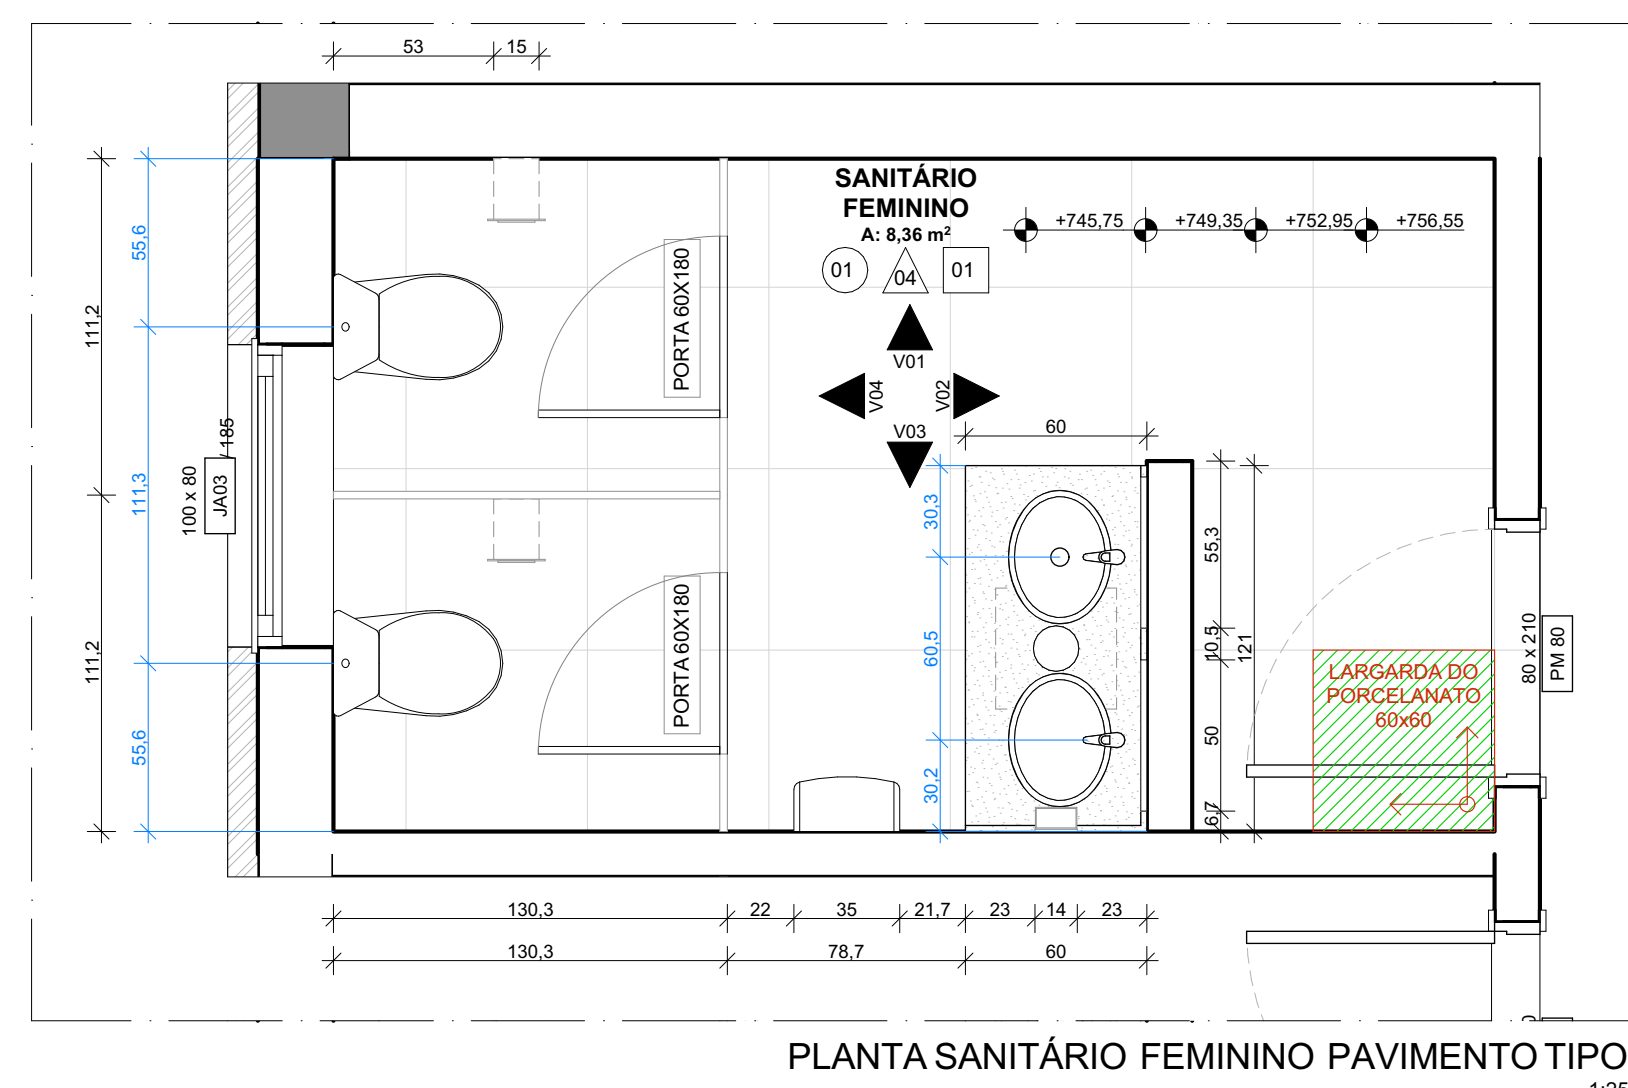 53
15
SANITÁRIO
FEMININO
A: 8,36 m²
+745,75
+749,35
+752,95
+756,55
01
04
01
V01
V04
V02
V03
PORTA 60X180
PORTA 60X180
55,6
111,2
111,3
111,2
55,6
100 x 80
/ 185
JA03
60
30,3
60,5
30,2
55,3
10,5
121
50
6,7
LARGARDA DO
PORCELANATO
60x60
80 x 210
PM 80
130,3
22
35
21,7
23
14
23
130,3
78,7
60
PLANTA SANITÁRIO FEMININO PAVIMENTO TIPO
1:25